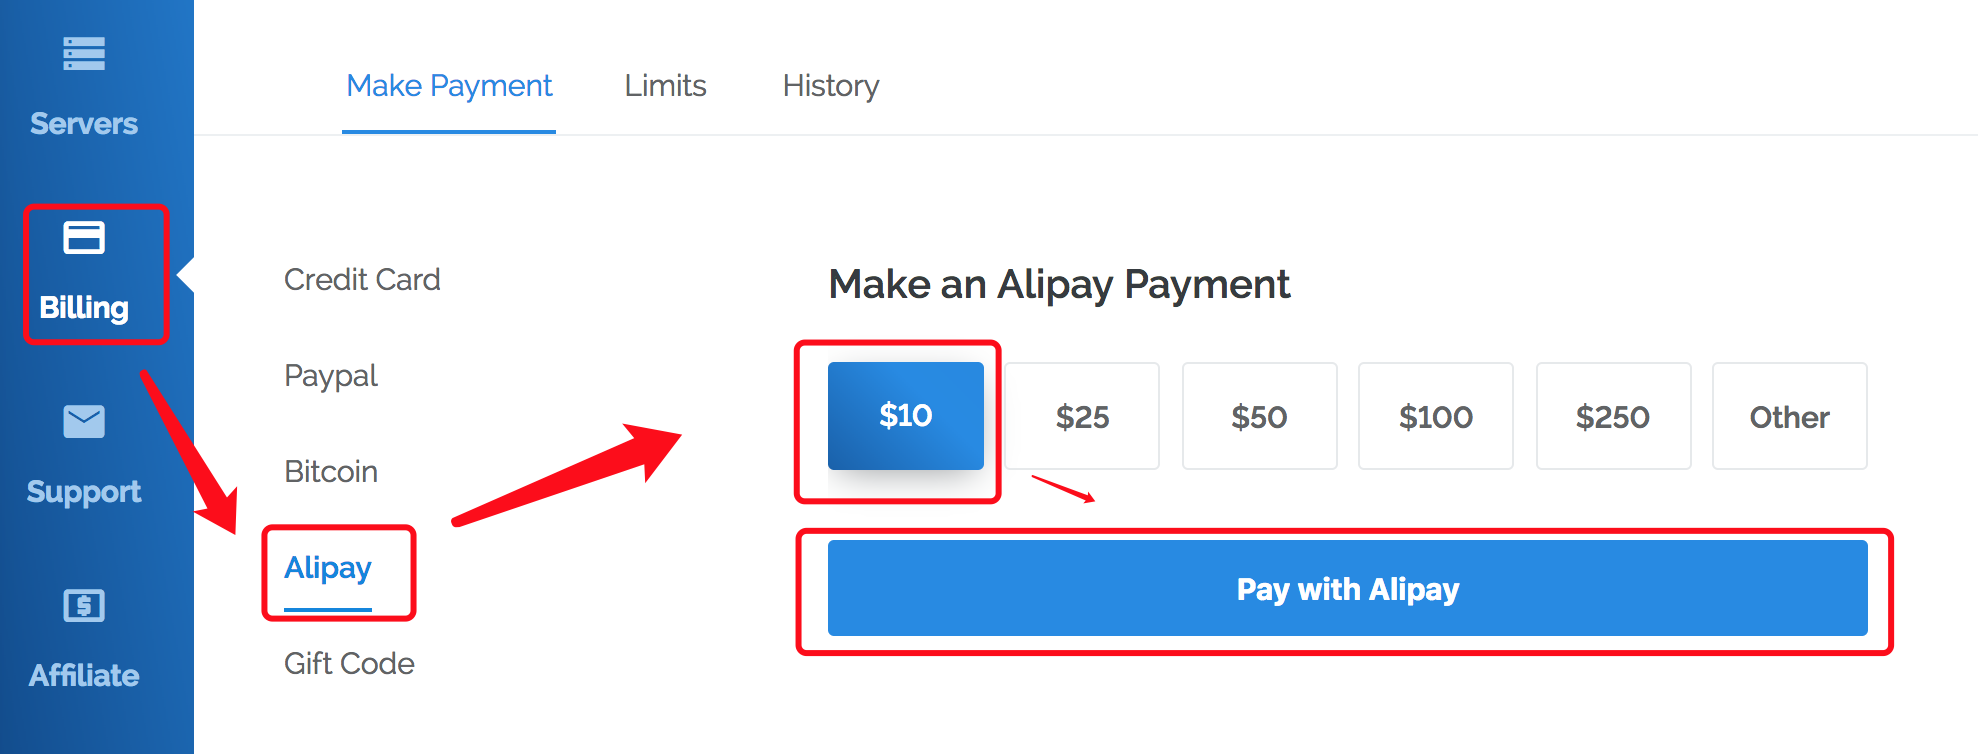 Servers
Billing
Support
Affiliate
Make Payment
Limits
History
Credit Card
Paypal
Bitcoin
Alipay
Gift Code
Make an Alipay Payment
$10
$25
$50
$100
$250
Other
Pay with Alipay